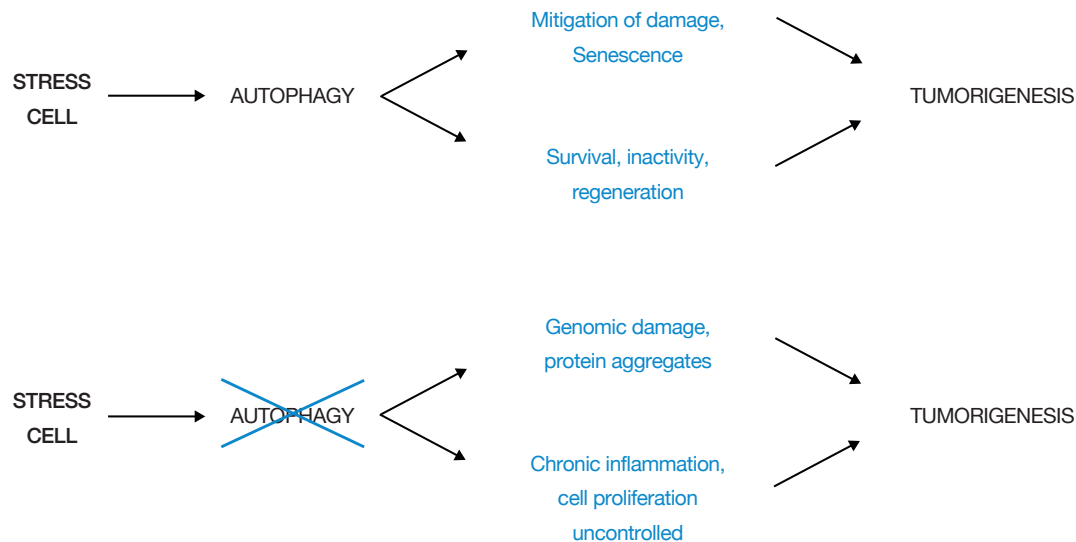 Mitigation of damage,
Senescence
STRESS
CELL
AUTOPHAGY
TUMORIGENESIS
Survival, inactivity,
regeneration
Genomic damage,
protein aggregates
STRESS
CELL
AUTOPHAGY
TUMORIGENESIS
Chronic inflammation,
cell proliferation
uncontrolled